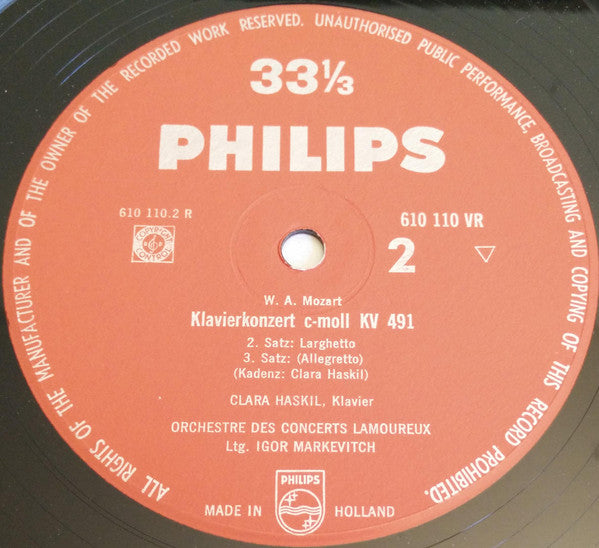 ALL RIGHTS OF THE MANUFACTURER AND OF THE OWNER OF THE RECORDED WORK RESERVED. UNAUTHORISED PUBLIC PERFORMANCE, BROADCASTING AND COPYING OF THIS RECORD PROHIBITED.
33⅓
PHILIPS
610 110.2 R
610 110 VR
COPYRIGHT
B R
CONTROL
2
W. A. Mozart
Klavierkonzert c-moll KV 491
2. Satz: Larghetto
3. Satz: (Allegretto)
(Kadenz: Clara Haskil)
CLARA HASKIL, Klavier
ORCHESTRE DES CONCERTS LAMOUREUX
Ltg. IGOR MARKEVITCH
PHILIPS
MADE IN HOLLAND